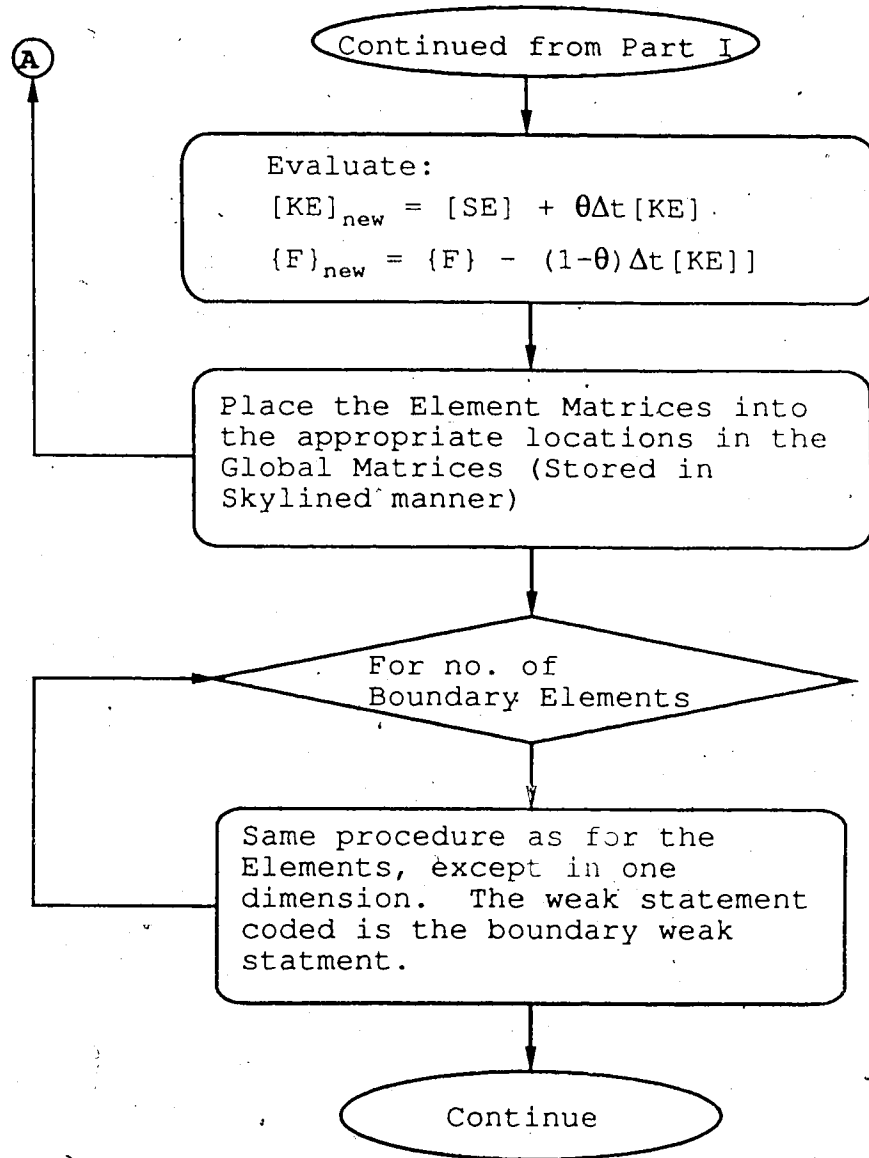 A
Continued from Part I
Evaluate:
[KE]new = [SE] + θΔt[KE]
{F}new = {F} - (1-θ)Δt[KE]]
Place the Element Matrices into
the appropriate locations in the
Global Matrices (Stored in
Skylined manner)
For no. of
Boundary Elements
Same procedure as for the
Elements, except in one
dimension. The weak statement
coded is the boundary weak
statment.
Continue